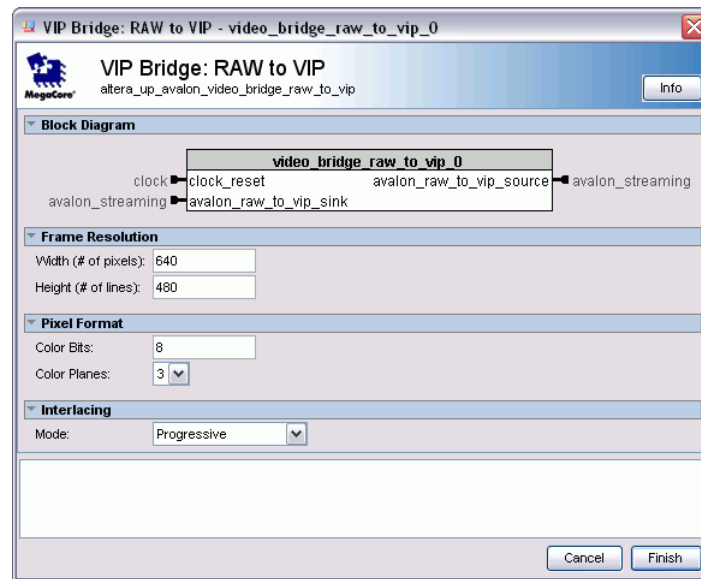 VIP Bridge: RAW to VIP - video_bridge_raw_to_vip_0
VIP Bridge: RAW to VIP
altera_up_avalon_video_bridge_raw_to_vip
MegaCore'
Info
Block Diagram
video_bridge_raw_to_vip_0
clock clock_reset avalon_raw_to_vip_source avalon_streaming
avalon_streaming avalon_raw_to_vip_sink
Frame Resolution
Width (# of pixels): 640
Height (# of lines): 480
Pixel Format
Color Bits: 8
Color Planes: 3
Interlacing
Mode: Progressive
Cancel Finish